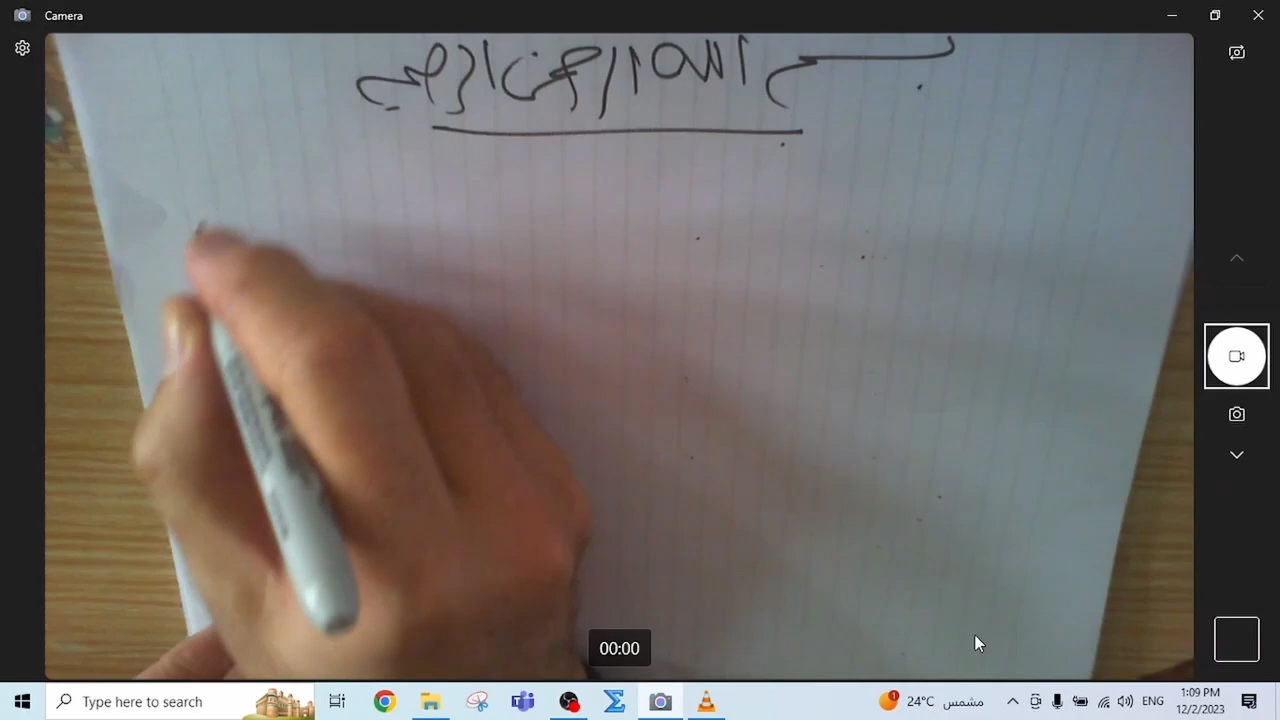 Camera
بسم الله الرحمن الرحيم
00:00
Type here to search
1
24°C مشمس
ENG
1:09 PM
12/2/2023